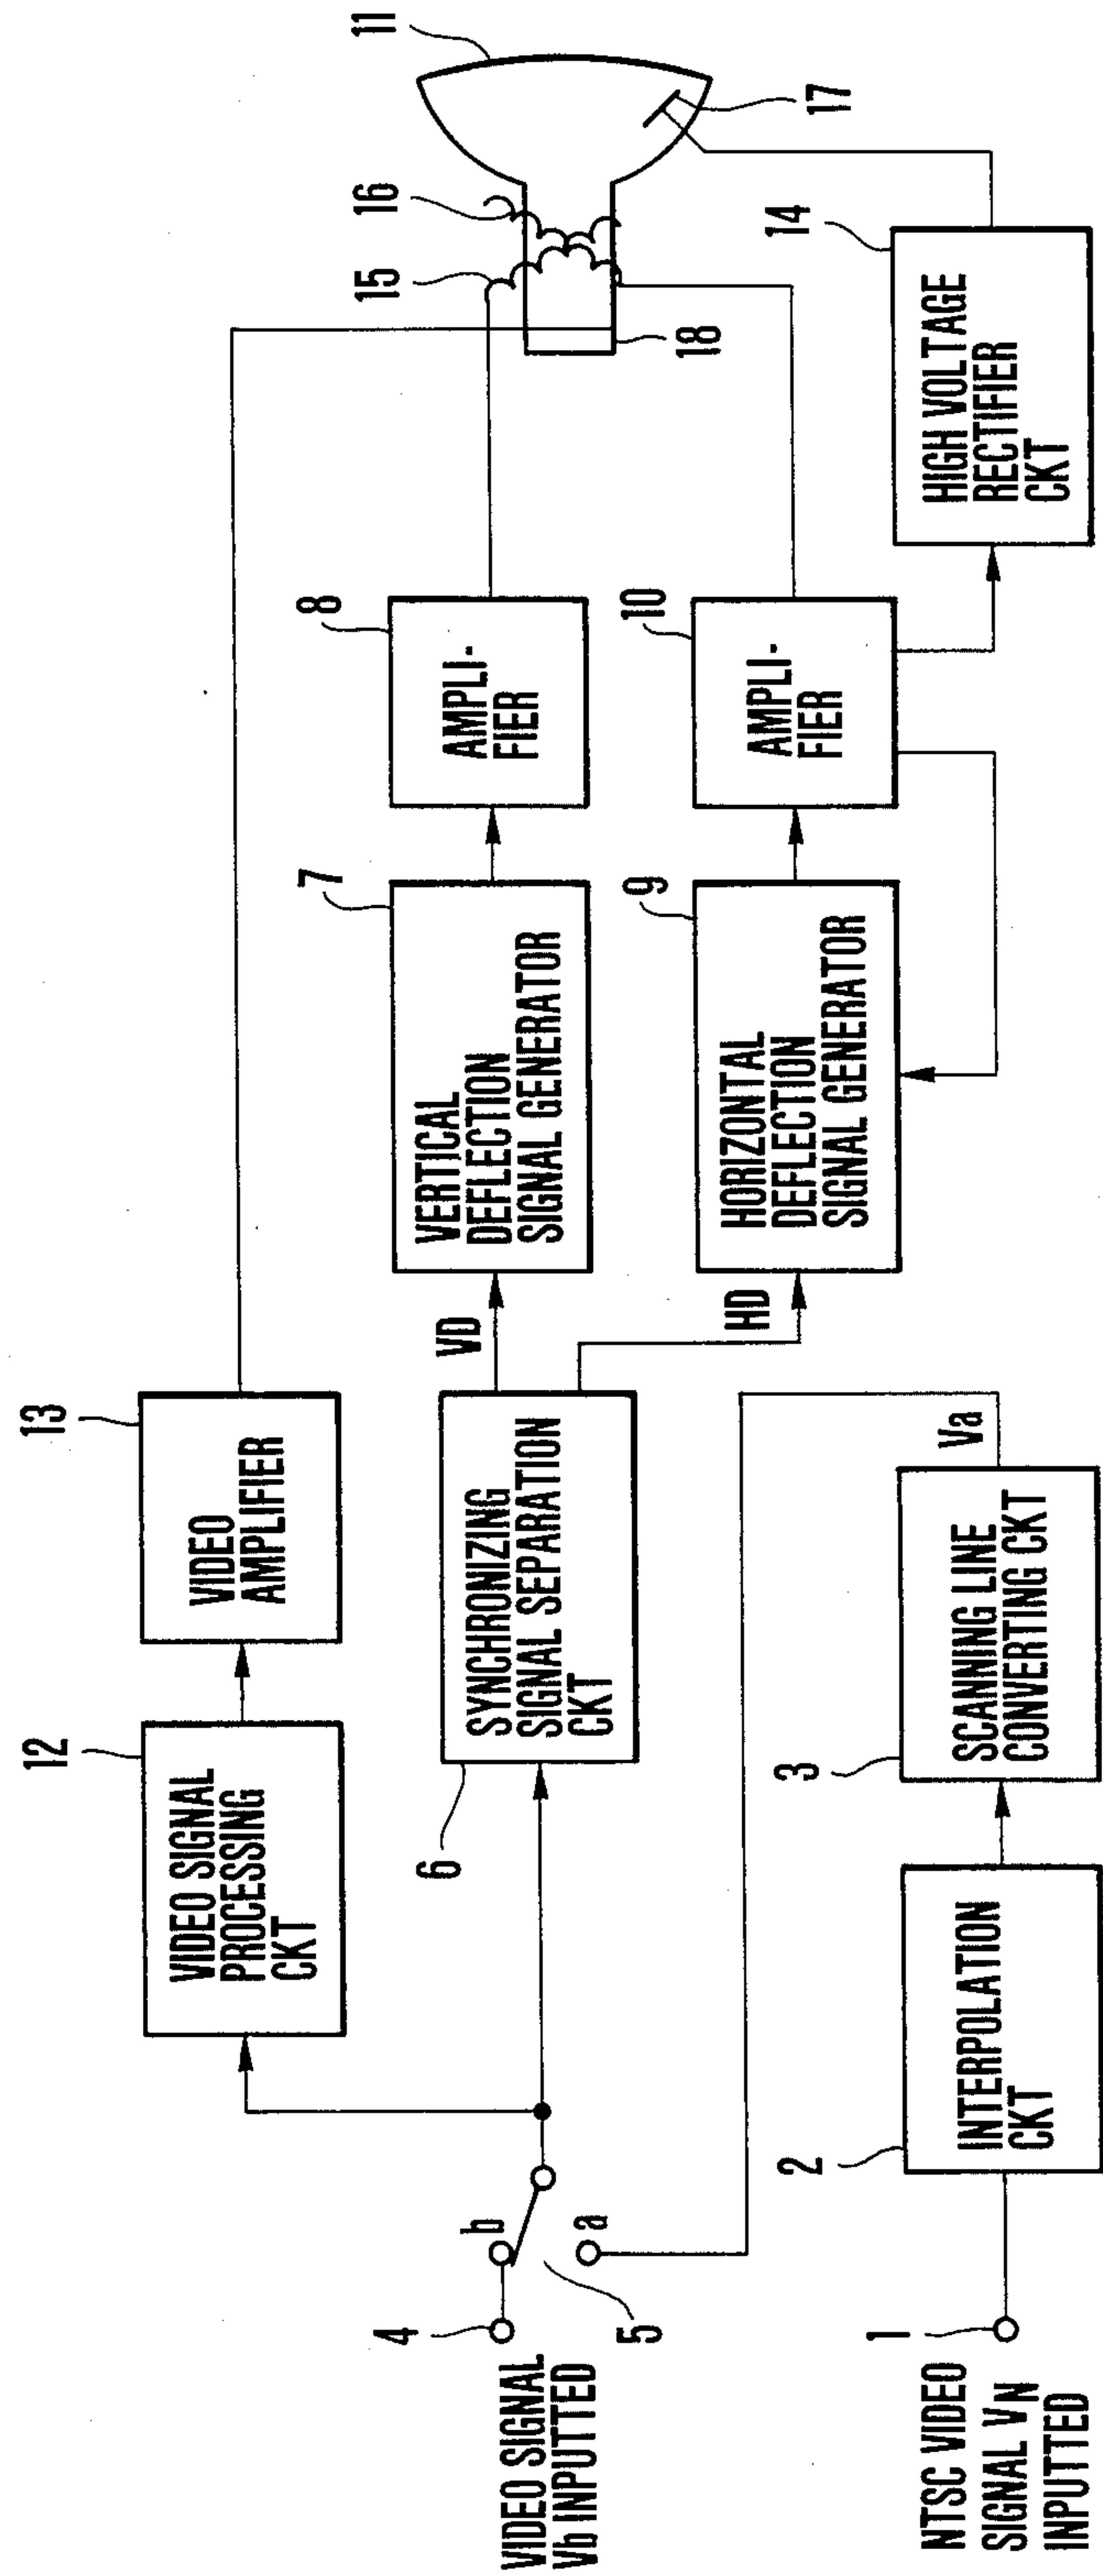 12
VIDEO SIGNAL
PROCESSING
CKT
13
VIDEO
AMPLIFIER
11
16
15
17
18
14
HIGH VOLTAGE
RECTIFIER
CKT
4
VIDEO SIGNAL
Vb INPUTTED
b
a
5
6
SYNCHRONIZING
SIGNAL SEPARATION
CKT
VD
HD
7
VERTICAL
DEFLECTION
SIGNAL GENERATOR
8
AMPLI-
FIER
9
HORIZONTAL
DEFLECTION
SIGNAL GENERATOR
10
AMPLI-
FIER
1
NTSC VIDEO
SIGNAL VN
INPUTTED
2
INTERPOLATION
CKT
3
SCANNING LINE
CONVERTING CKT
Va